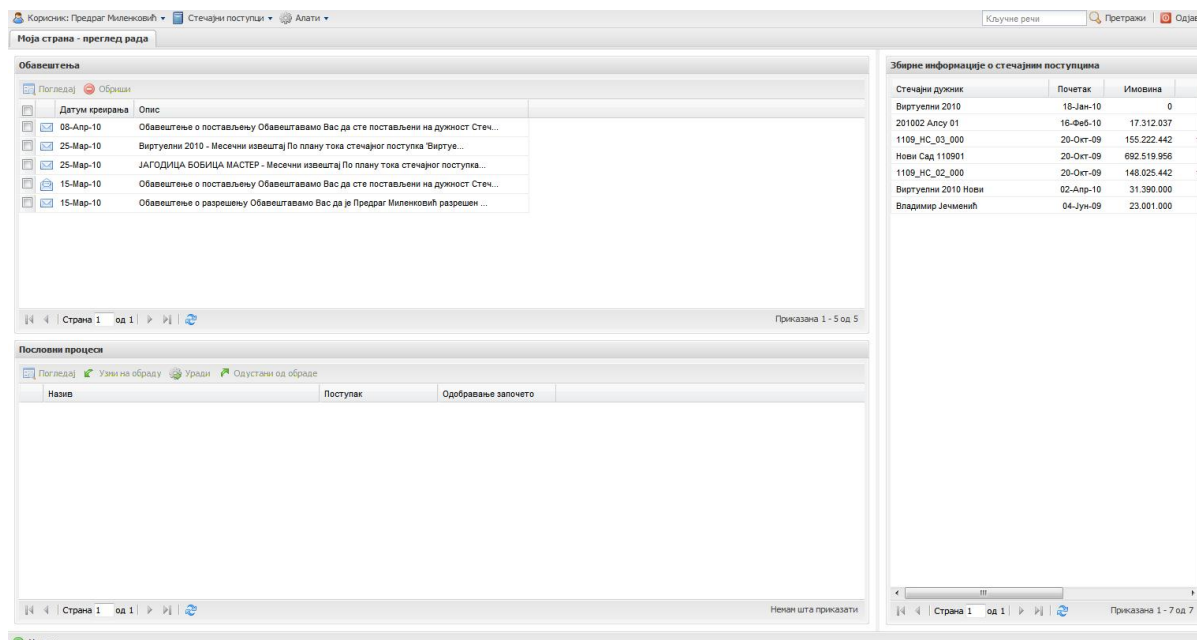 Корисник: Предраг Миленковић Стечајни поступци Алати Кључне речи Претражи
Моја страна - преглед рада
Обавештења
Погледај Обриши
Датум креирања Опис
08-Апр-10 Обавештење о постављењу Обавештавамо Вас да сте постављени на дужност Стеч...
25-Мар-10 Виртуелни 2010 - Месечни извештај По плану тока стечајног поступка 'Виртуе...
25-Мар-10 ЈАГОДИЦА БОБИЦА МАСТЕР - Месечни извештај По плану тока стечајног поступка...
15-Мар-10 Обавештење о постављењу Обавештавамо Вас да сте постављени на дужност Стеч...
15-Мар-10 Обавештење о разрешењу Обавештавамо Вас да је Предраг Миленковић разрешен ...
Страна 1 од 1 Приказана 1 - 5 од 5
Пословни процеси
Погледај Узми на обраду Уради Одустани од обраде
Назив Поступак Одобравање започето
Страна 1 од 1 Немам шта приказати
Збирне информације о стечајним поступцима
Стечајни дужник Почетак Имовина
Виртуелни 2010 18-Јан-10 0
201002 Алсу 01 16-Феб-10 17.312.037
1109_НС_03_000 20-Окт-09 155.222.442
Нови Сад 110901 20-Окт-09 692.519.956
1109_НС_02_000 20-Окт-09 148.025.442
Виртуелни 2010 Нови 02-Апр-10 31.390.000
Владимир Јечменић 04-Јун-09 23.001.000
Страна 1 од 1 Приказана 1 - 7 од 7